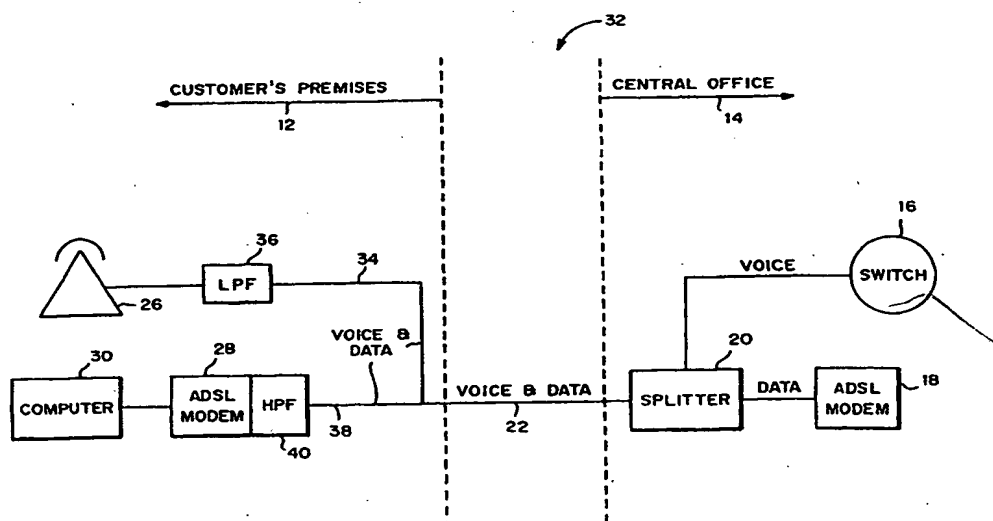 32
CUSTOMER'S PREMISES
12
CENTRAL OFFICE
14
16
SWITCH
VOICE
36
LPF
34
26
VOICE &
DATA
30
COMPUTER
28
ADSL
MODEM
HPF
40
38
VOICE & DATA
22
20
SPLITTER
DATA
ADSL
MODEM
18